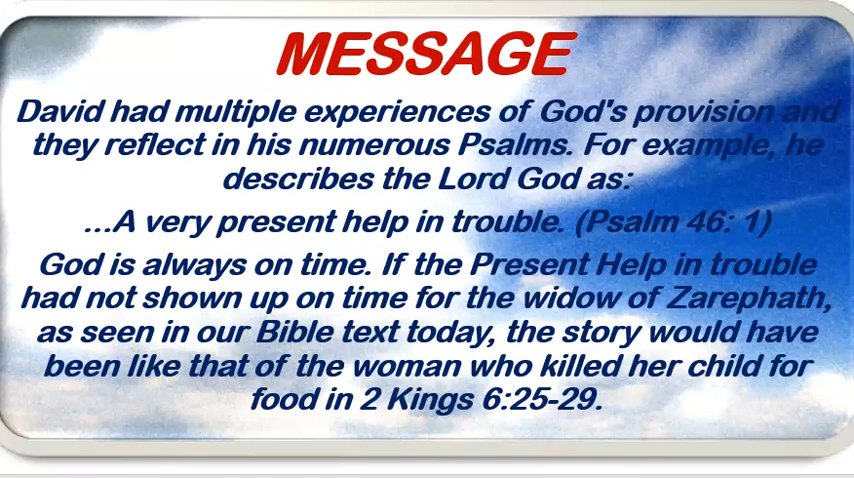 MESSAGE
David had multiple experiences of God's provision and
they reflect in his numerous Psalms. For example, he
describes the Lord God as:
…A very present help in trouble. (Psalm 46: 1)
God is always on time. If the Present Help in trouble
had not shown up on time for the widow of Zarephath,
as seen in our Bible text today, the story would have
been like that of the woman who killed her child for
food in 2 Kings 6:25-29.